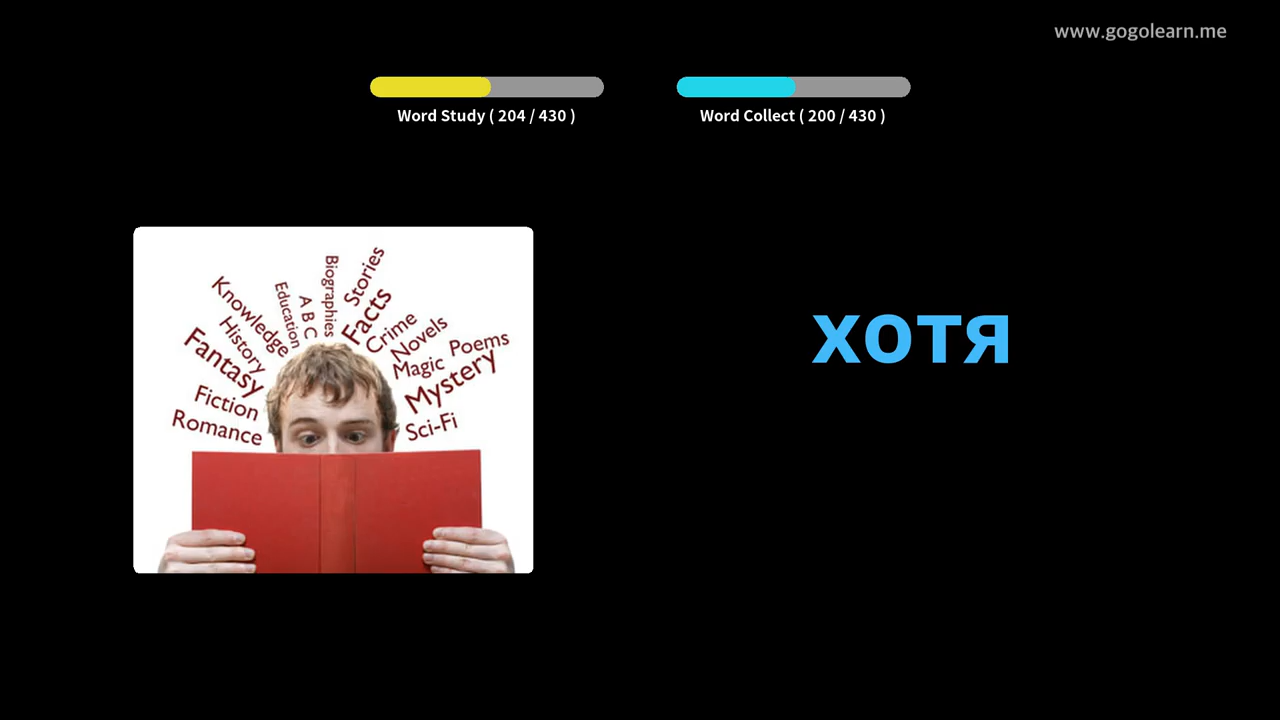 www.gogolearn.me
Word Study ( 204 / 430 )
Word Collect ( 200 / 430 )
Romance
Fiction
Fantasy
History
Knowledge
Education
A B C
Biographies
Stories
Facts
Crime
Novels
Magic
Poems
Mystery
Sci-Fi
хотя